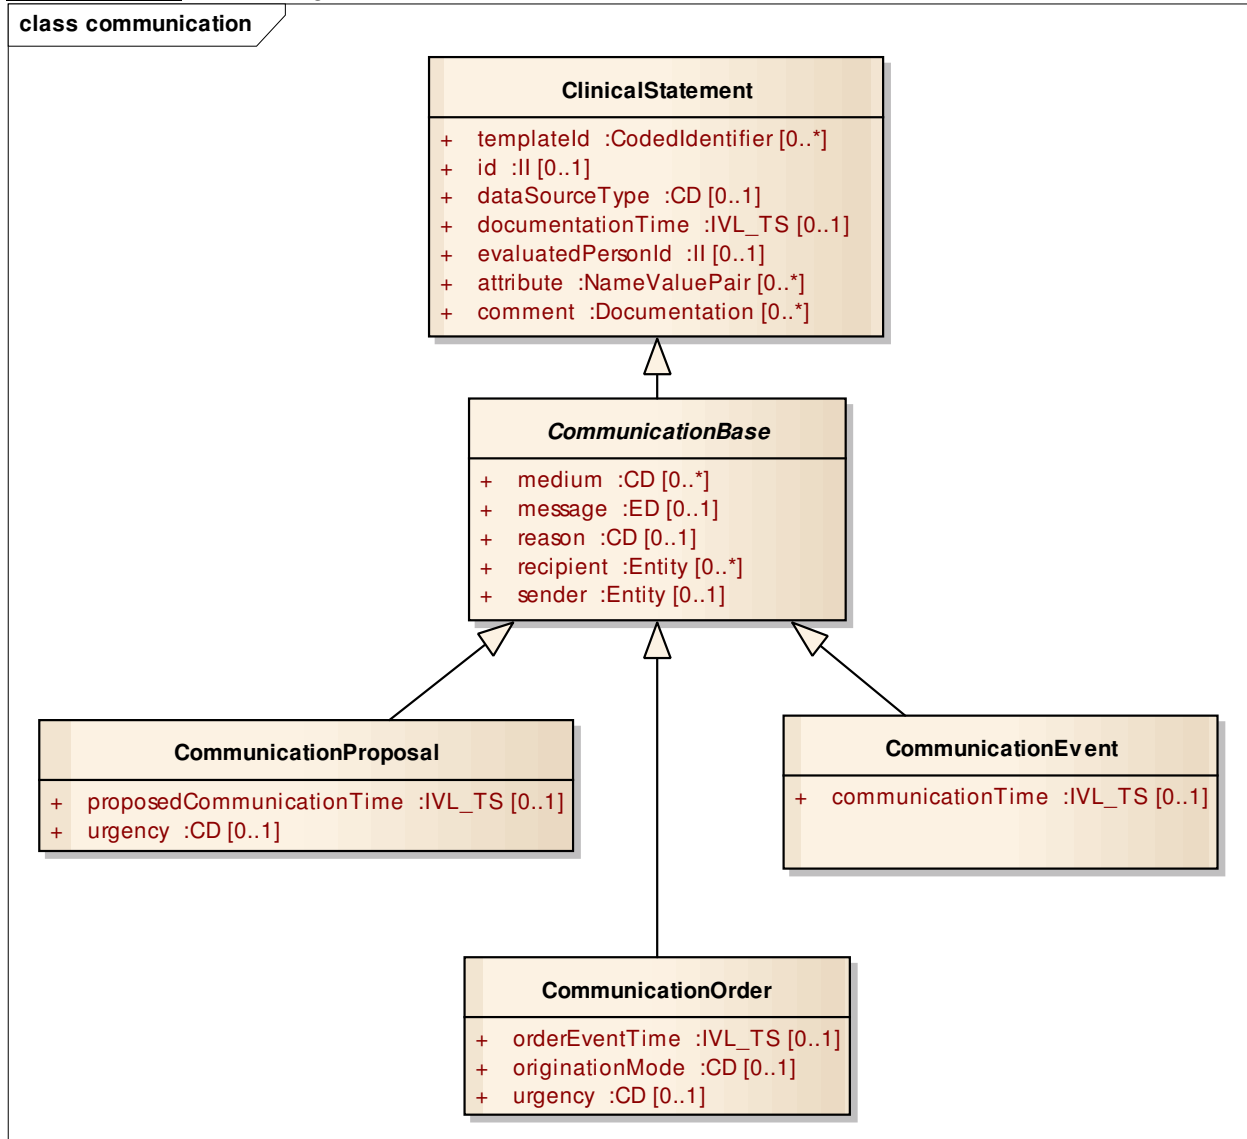 class communication
ClinicalStatement
+ templateId :CodedIdentifier [0..*]
+ id :II [0..1]
+ dataSourceType :CD [0..1]
+ documentationTime :IVL_TS [0..1]
+ evaluatedPersonId :II [0..1]
+ attribute :NameValuePair [0..*]
+ comment :Documentation [0..*]
CommunicationBase
+ medium :CD [0..*]
+ message :ED [0..1]
+ reason :CD [0..1]
+ recipient :Entity [0..*]
+ sender :Entity [0..1]
CommunicationProposal
+ proposedCommunicationTime :IVL_TS [0..1]
+ urgency :CD [0..1]
CommunicationEvent
+ communicationTime :IVL_TS [0..1]
CommunicationOrder
+ orderEventTime :IVL_TS [0..1]
+ originationMode :CD [0..1]
+ urgency :CD [0..1]